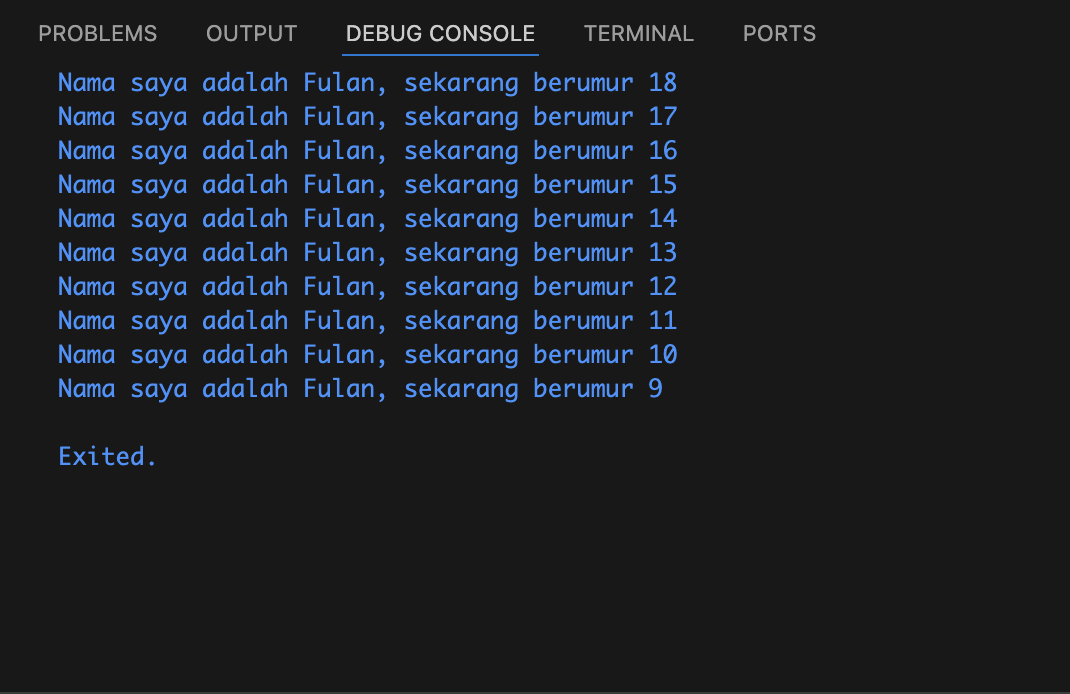 PROBLEMS OUTPUT DEBUG CONSOLE TERMINAL PORTS
Nama saya adalah Fulan, sekarang berumur 18
Nama saya adalah Fulan, sekarang berumur 17
Nama saya adalah Fulan, sekarang berumur 16
Nama saya adalah Fulan, sekarang berumur 15
Nama saya adalah Fulan, sekarang berumur 14
Nama saya adalah Fulan, sekarang berumur 13
Nama saya adalah Fulan, sekarang berumur 12
Nama saya adalah Fulan, sekarang berumur 11
Nama saya adalah Fulan, sekarang berumur 10
Nama saya adalah Fulan, sekarang berumur 9
Exited.